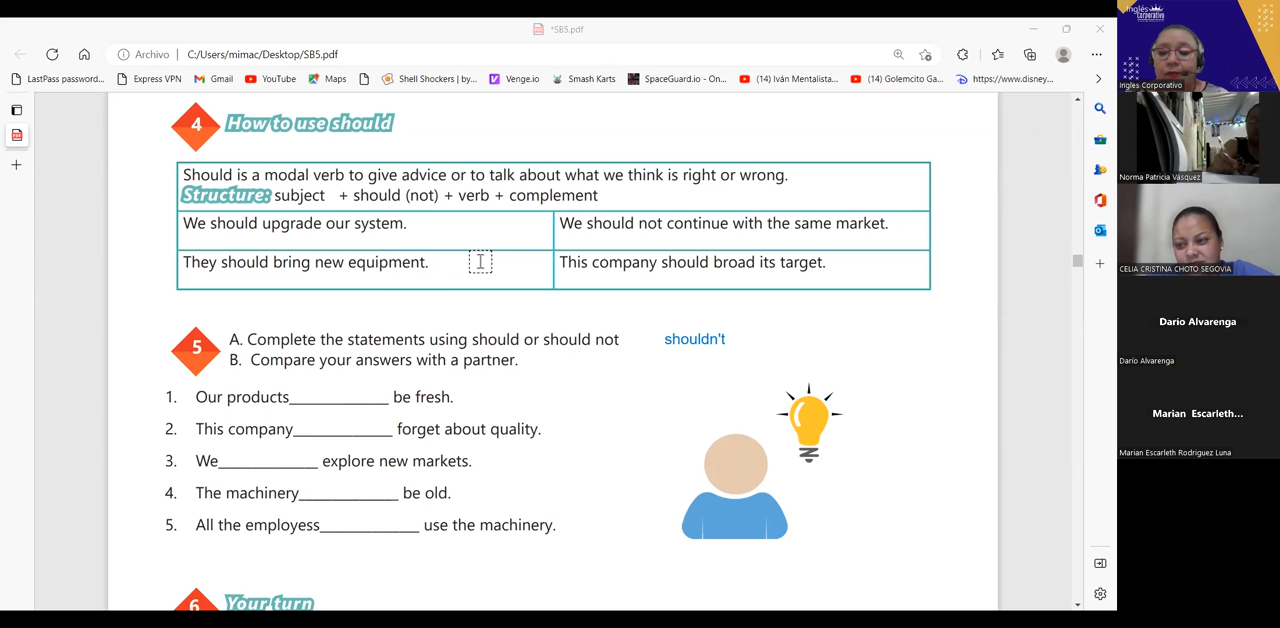 *SB5.pdf
Archivo | C:/Users/mimac/Desktop/SB5.pdf
LastPass password... Express VPN Gmail YouTube Maps Shell Shockers | by... Venge.io Smash Karts SpaceGuard.io - On... (14) Iván Mentalista... (14) Golemcito Ga... https://www.disney...
4 How to use should
Should is a modal verb to give advice or to talk about what we think is right or wrong.
Structure: subject + should (not) + verb + complement
We should upgrade our system. We should not continue with the same market.
They should bring new equipment. This company should broad its target.
5 A. Complete the statements using should or should not shouldn't
B. Compare your answers with a partner.
1. Our products____________ be fresh.
2. This company____________ forget about quality.
3. We____________ explore new markets.
4. The machinery____________ be old.
5. All the employess____________ use the machinery.
6 Your turn
Inglés
Corporativo
Ingles Corporativo
Norma Patricia Vásquez
CELIA CRISTINA CHOTO SEGOVIA
Dario Alvarenga
Darío Alvarenga
Marian Escarleth...
Marian Escarleth Rodriguez Luna